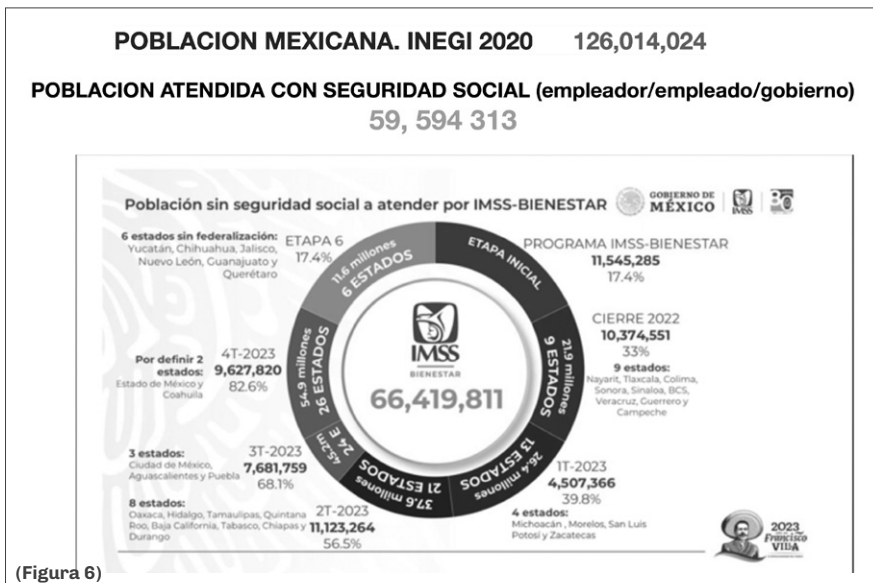 POBLACION MEXICANA. INEGI 2020 126,014,024
POBLACION ATENDIDA CON SEGURIDAD SOCIAL (empleador/empleado/gobierno)
59, 594 313
Población sin seguridad social a atender por IMSS-BIENESTAR
GOBIERNO DE
MÉXICO
IMSS
6 estados sin federalización:
Yucatán, Chihuahua, Jalisco,
Nuevo León, Guanajuato y
Querétaro
ETAPA 6
17.4%
11.6 millones
6 ESTADOS
ETAPA INICIAL
PROGRAMA IMSS-BIENESTAR
11,545,285
17.4%
CIERRE 2022
10,374,551
33%
21.9 millones
9 ESTADOS
9 estados:
Nayarit, Tlaxcala, Colima,
Sonora, Sinaloa, BCS,
Veracruz, Guerrero y
Campeche
IMSS
BIENESTAR
66,419,811
Por definir 2
estados:
Estado de México y
Coahuila
4T-2023
9,627,820
82.6%
54.9 millones
26 ESTADOS
3 estados:
Ciudad de México,
Aguascalientes y Puebla
3T-2023
7,681,759
68.1%
45.2m
24 E
1T-2023
4,507,366
39.8%
26.4 millones
13 ESTADOS
4 estados:
Michoacán , Morelos, San Luis
Potosí y Zacatecas
8 estados:
Oaxaca, Hidalgo, Tamaulipas, Quintana
Roo, Baja California, Tabasco, Chiapas y
Durango
2T-2023
11,123,264
56.5%
37.6 millones
21 ESTADOS
2023
Francisco
VILLA
(Figura 6)